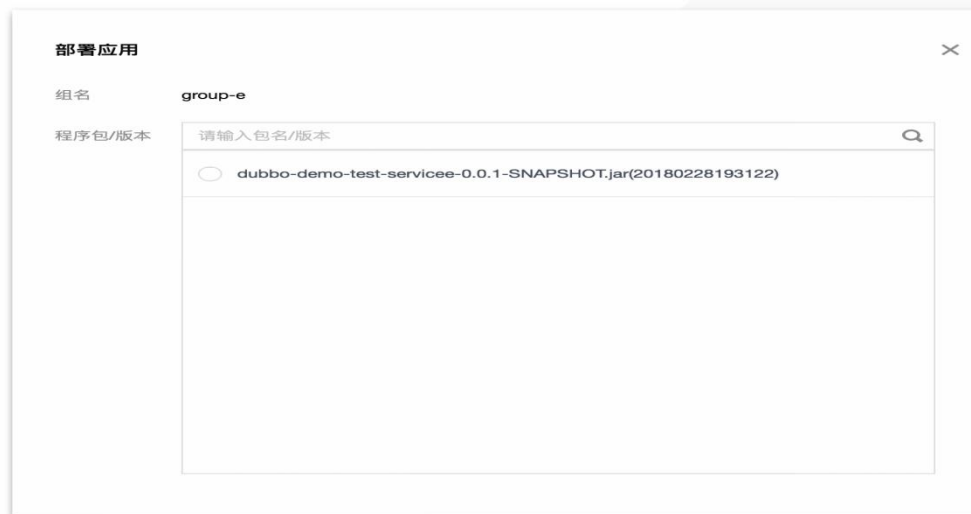 部署应用
组名 group-e
程序包/版本 请输入包名/版本
dubbo-demo-test-servicee-0.0.1-SNAPSHOT.jar(20180228193122)